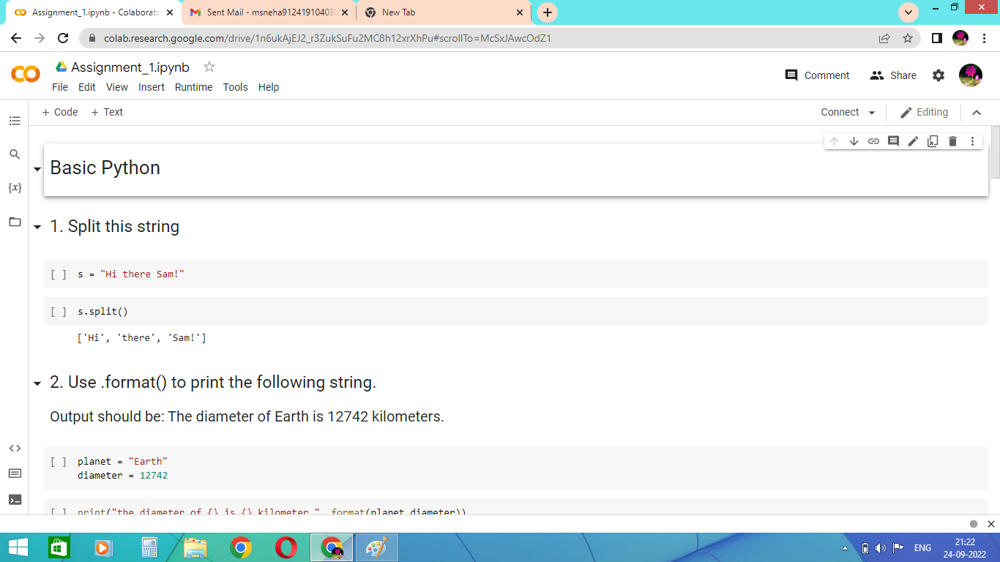 Assignment_1.ipynb - Colaborato
Sent Mail - msneha91241910403
New Tab
colab.research.google.com/drive/1n6ukAjEJ2_r3ZukSuFu2MC8h12xrXhPu#scrollTo=McSxJAwcOdZ1
Assignment_1.ipynb
Comment
Share
File Edit View Insert Runtime Tools Help
+ Code + Text
Connect
Editing
{x}
Basic Python
1. Split this string
[ ] s = "Hi there Sam!"
[ ] s.split()
['Hi', 'there', 'Sam!']
2. Use .format() to print the following string.
Output should be: The diameter of Earth is 12742 kilometers.
[ ] planet = "Earth"
diameter = 12742
[ ] print("the diameter of {} is {} kilometer." .format(planet,diameter))
ENG
21:22
24-09-2022